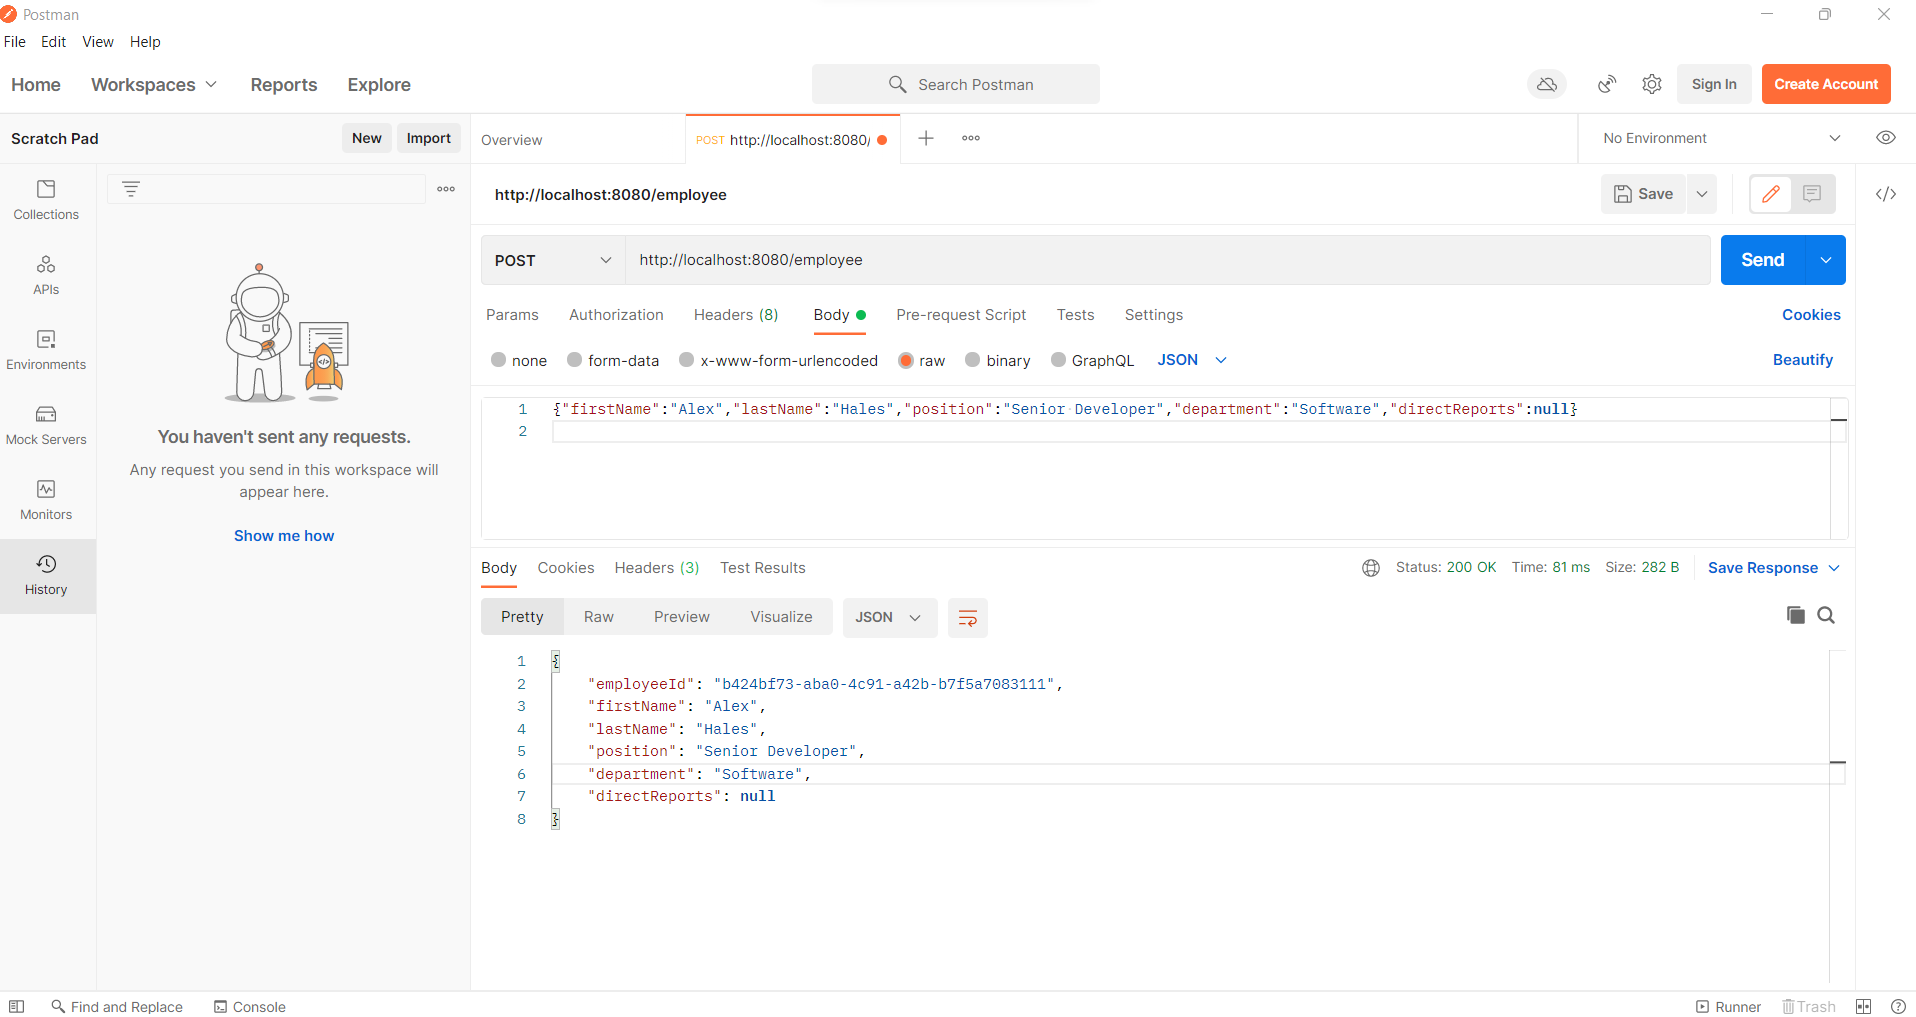 Postman
File Edit View Help
Home Workspaces Reports Explore Search Postman Sign In Create Account
Scratch Pad New Import Overview POST http://localhost:8080/ No Environment
http://localhost:8080/employee Save
Collections
APIs
Environments
Mock Servers
Monitors
History
You haven't sent any requests.
Any request you send in this workspace will
appear here.
Show me how
POST http://localhost:8080/employee Send
Params Authorization Headers (8) Body Pre-request Script Tests Settings Cookies
none form-data x-www-form-urlencoded raw binary GraphQL JSON Beautify
1 {"firstName":"Alex","lastName":"Hales","position":"Senior Developer","department":"Software","directReports":null}
2
Body Cookies Headers (3) Test Results Status: 200 OK Time: 81 ms Size: 282 B Save Response
Pretty Raw Preview Visualize JSON
1 {
2 "employeeId": "b424bf73-aba0-4c91-a42b-b7f5a7083111",
3 "firstName": "Alex",
4 "lastName": "Hales",
5 "position": "Senior Developer",
6 "department": "Software",
7 "directReports": null
8 }
Find and Replace Console Runner Trash